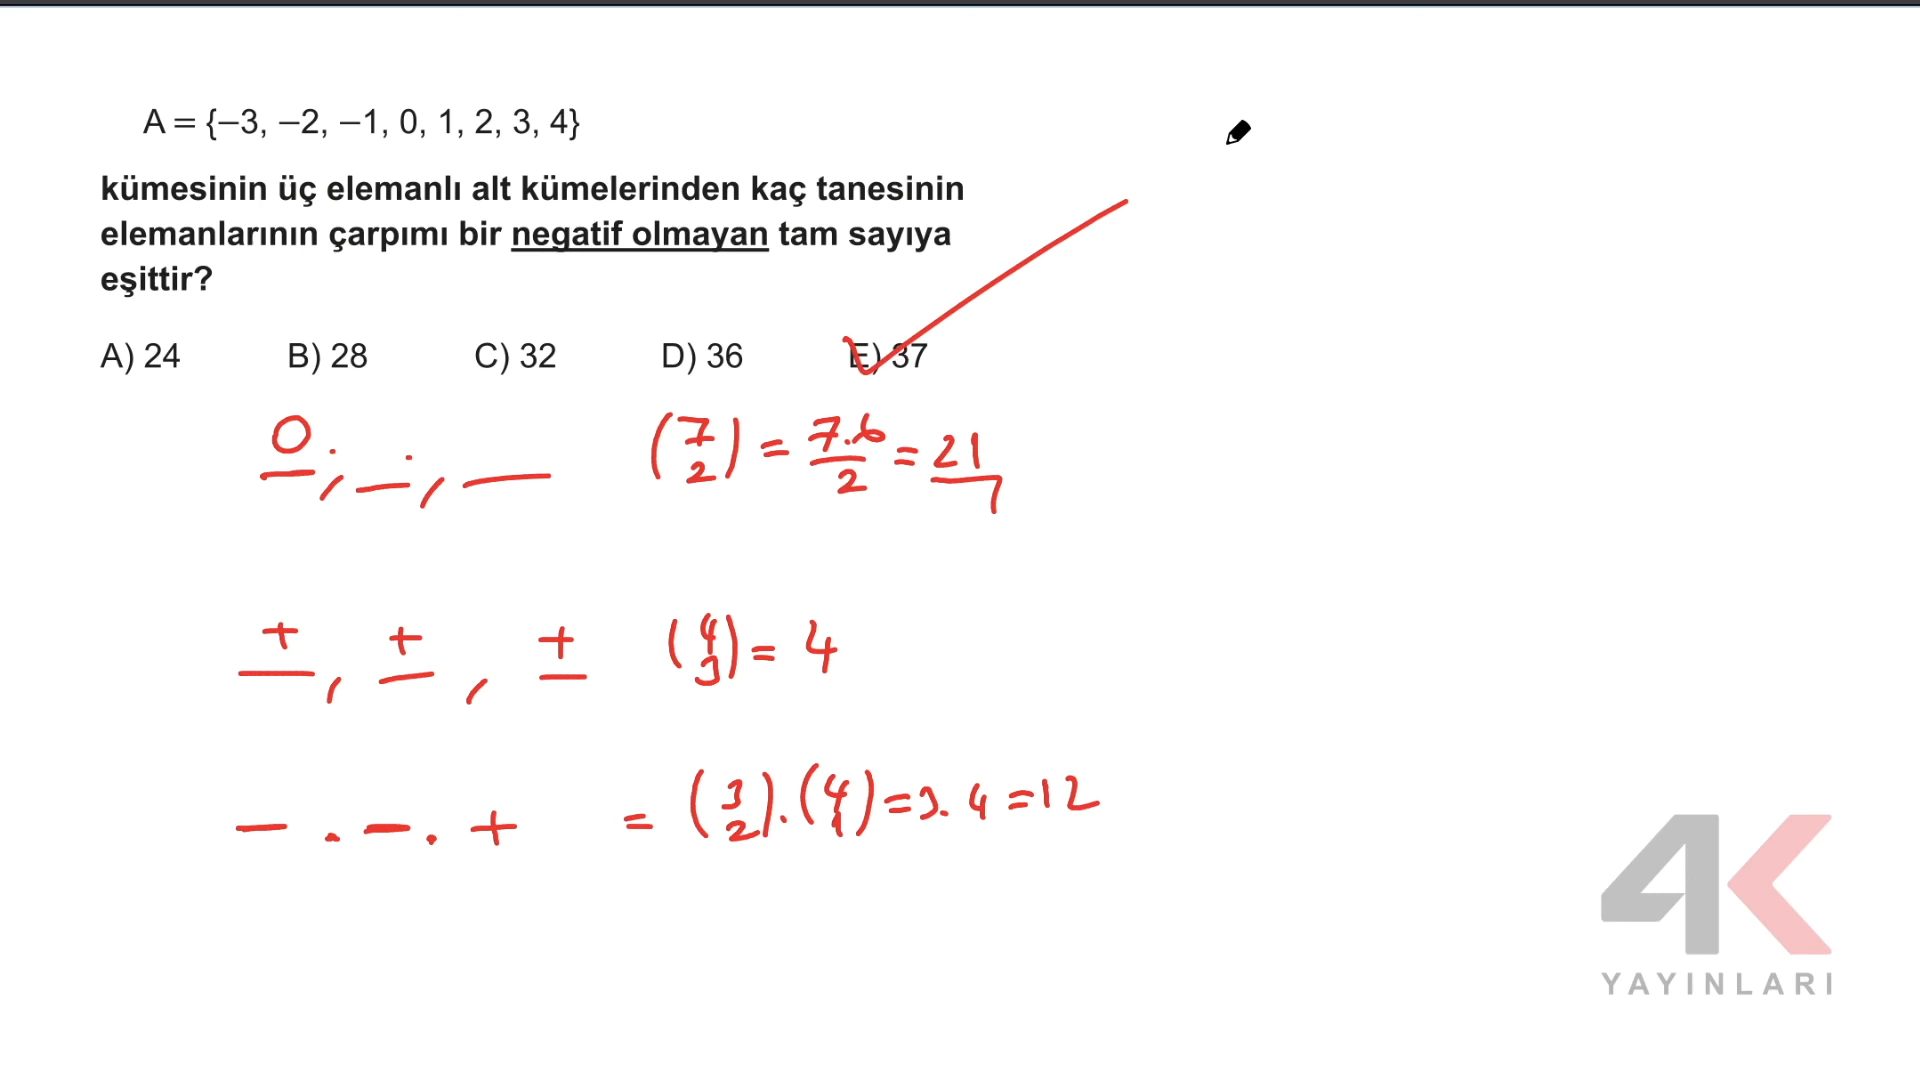 A = {–3, –2, –1, 0, 1, 2, 3, 4}
kümesinin üç elemanlı alt kümelerinden kaç tanesinin
elemanlarının çarpımı bir negatif olmayan tam sayıya
eşittir?
A) 24 B) 28 C) 32 D) 36 E) 37
0, _, _ (7 2) = 7.6/2 = 21
+, +, + (4 3) = 4
– . – . + = (3 2).(4 1) = 3.4 = 12
4K
YAYINLARI